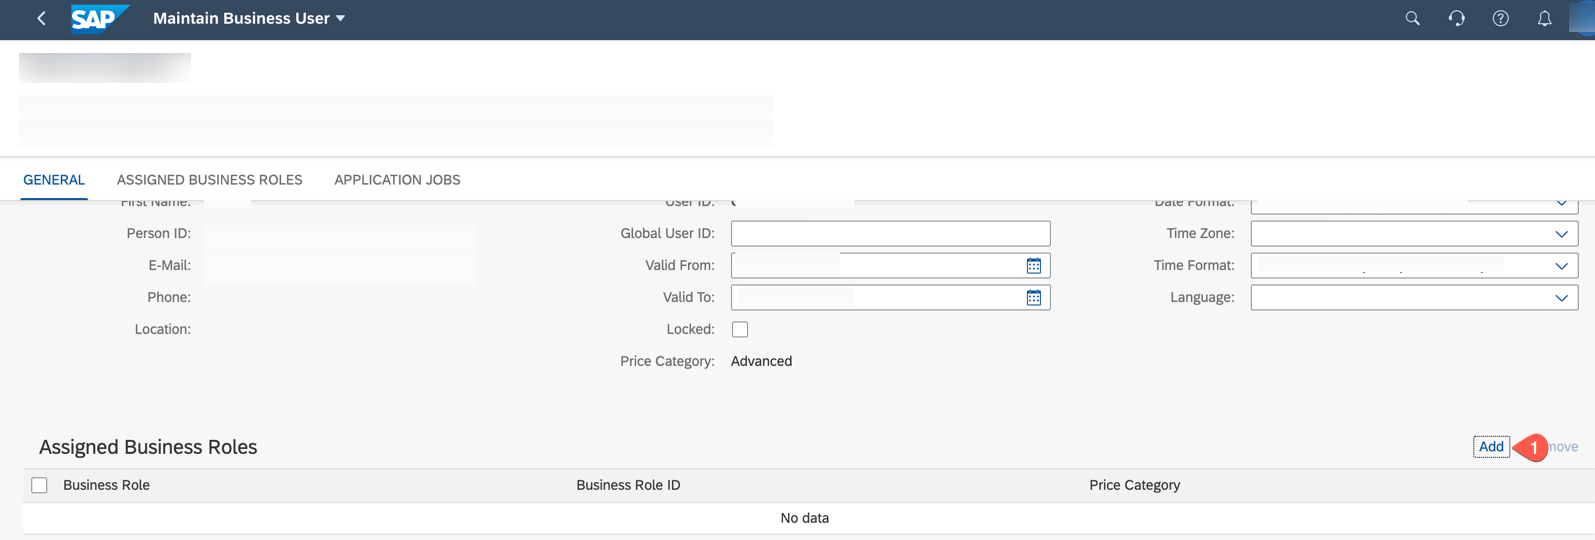 SAP Maintain Business User
GENERAL ASSIGNED BUSINESS ROLES APPLICATION JOBS
First Name: User ID: Date Format:
Person ID: Global User ID: Time Zone:
E-Mail: Valid From: Time Format:
Phone: Valid To: Language:
Location: Locked:
Price Category: Advanced
Assigned Business Roles Add 1
Business Role Business Role ID Price Category
No data